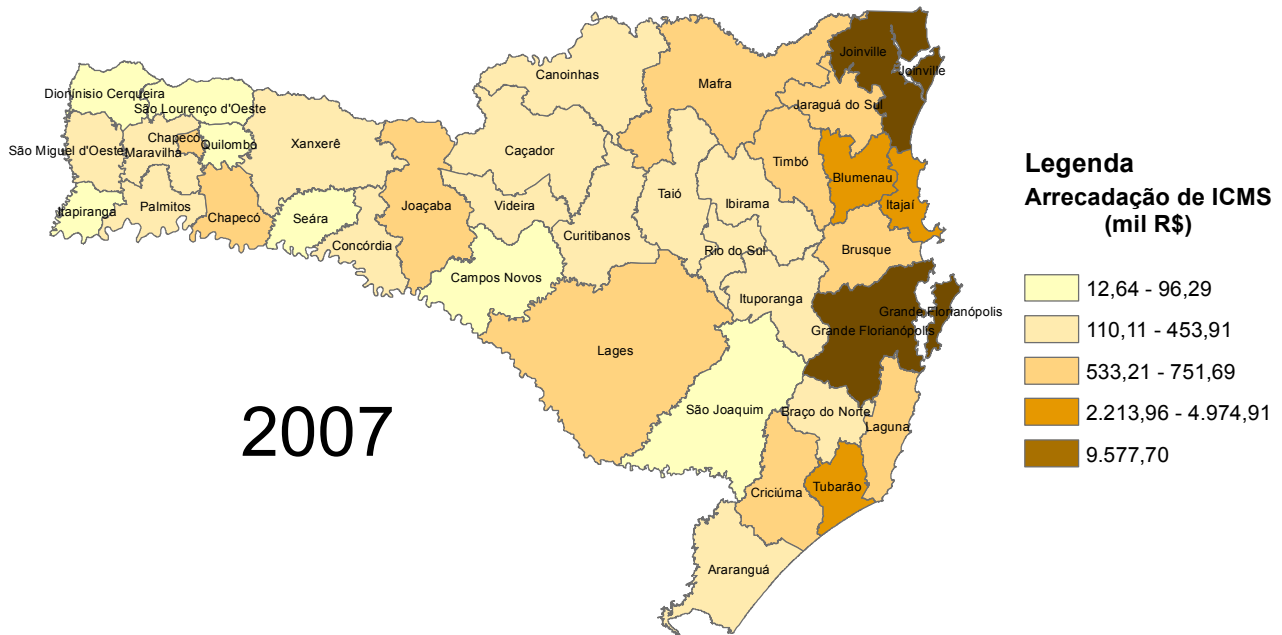 Joinville
Joinville
Canoinhas
Mafra
Dionínisio Cerqueira
São Lourenço d'Oeste
Jaraguá do Sul
Chapecó
Xanxerê
Quilombo
São Miguel d'Oeste
Maravilha
Caçador
Timbó
Blumenau
Taió
Ibirama
Itapiranga
Palmitos
Chapecó
Seára
Joaçaba
Videira
Itajaí
Curitibanos
Concórdia
Rio do Sul
Brusque
Campos Novos
Ituporanga
Grande Florianópolis
Grande Florianópolis
Lages
São Joaquim
Braço do Norte
Laguna
Criciúma
Tubarão
Araranguá
2007
Legenda
Arrecadação de ICMS
(mil R$)
12,64 - 96,29
110,11 - 453,91
533,21 - 751,69
2.213,96 - 4.974,91
9.577,70